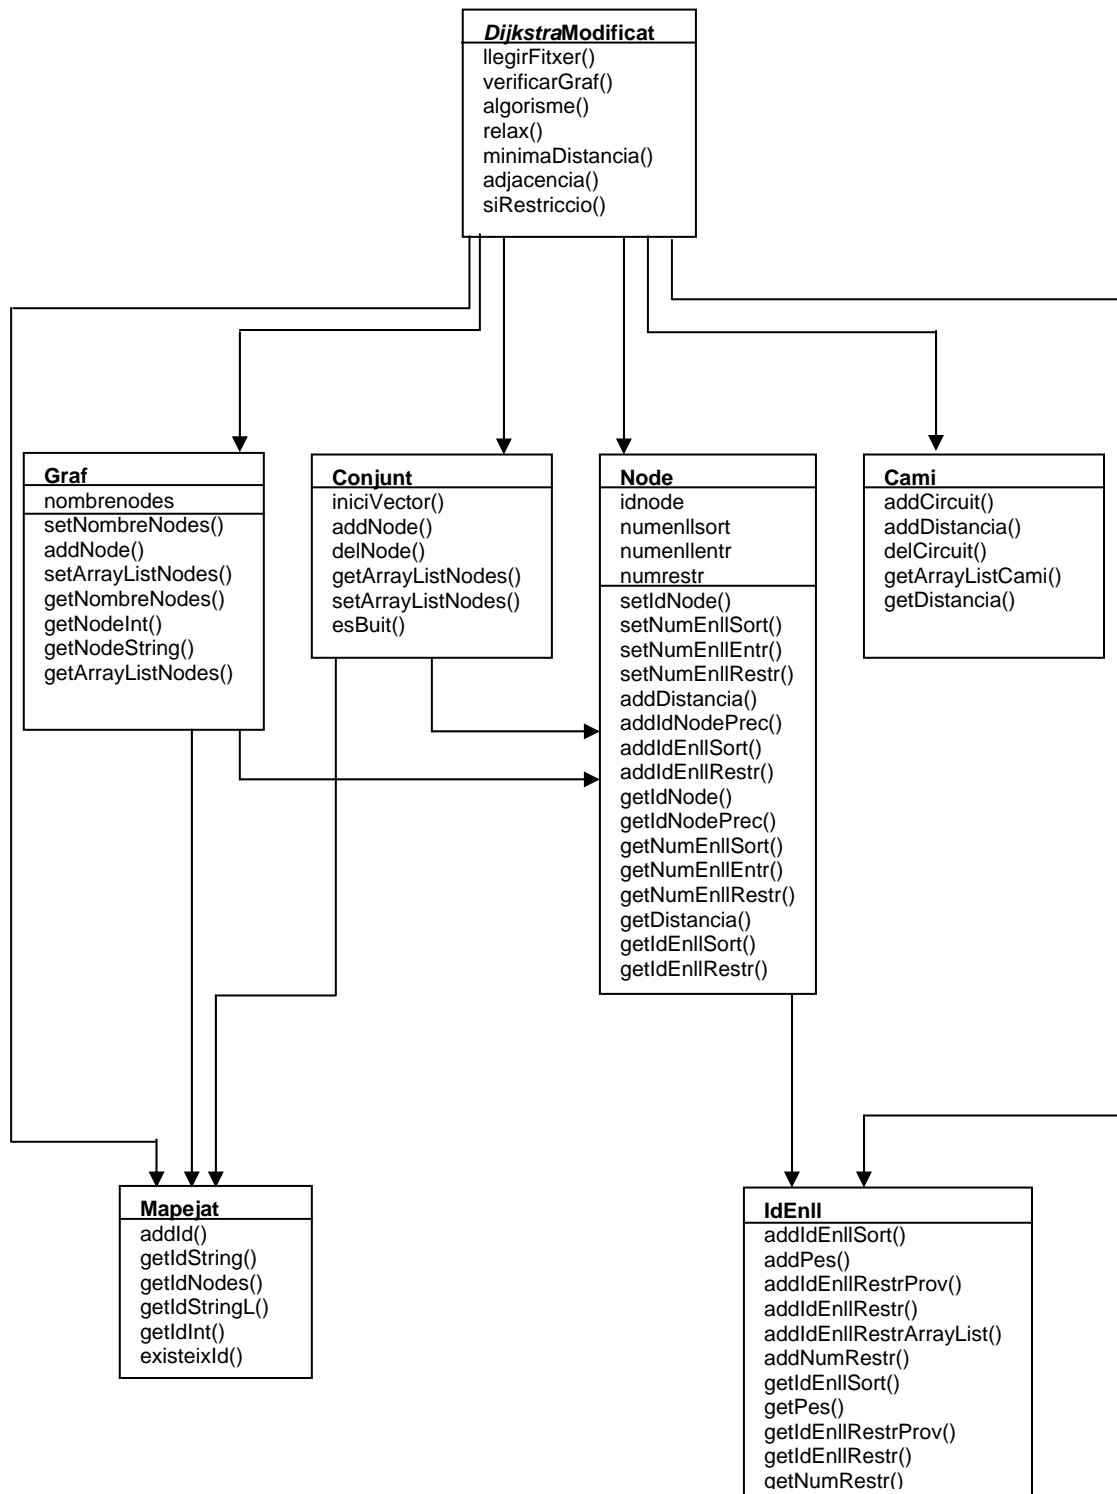 DijkstraModificat
llegirFitxer()
verificarGraf()
algorisme()
relax()
minimaDistancia()
adjacencia()
siRestriccio()
Graf
nombrenodes
setNombreNodes()
addNode()
setArrayListNodes()
getNombreNodes()
getNodeInt()
getNodeString()
getArrayListNodes()
Conjunt
iniciVector()
addNode()
delNode()
getArrayListNodes()
setArrayListNodes()
esBuit()
Node
idnode
numenllsort
numenllentr
numrestr
setIdNode()
setNumEnllSort()
setNumEnllEntr()
setNumEnllRestr()
addDistancia()
addIdNodePrec()
addIdEnllSort()
addIdEnllRestr()
getIdNode()
getIdNodePrec()
getNumEnllSort()
getNumEnllEntr()
getNumEnllRestr()
getDistancia()
getIdEnllSort()
getIdEnllRestr()
Cami
addCircuit()
addDistancia()
delCircuit()
getArrayListCami()
getDistancia()
Mapejat
addId()
getIdString()
getIdNodes()
getIdStringL()
getIdInt()
existeixId()
IdEnll
addIdEnllSort()
addPes()
addIdEnllRestrProv()
addIdEnllRestr()
addIdEnllRestrArrayList()
addNumRestr()
getIdEnllSort()
getPes()
getIdEnllRestrProv()
getIdEnllRestr()
getNumRestr()